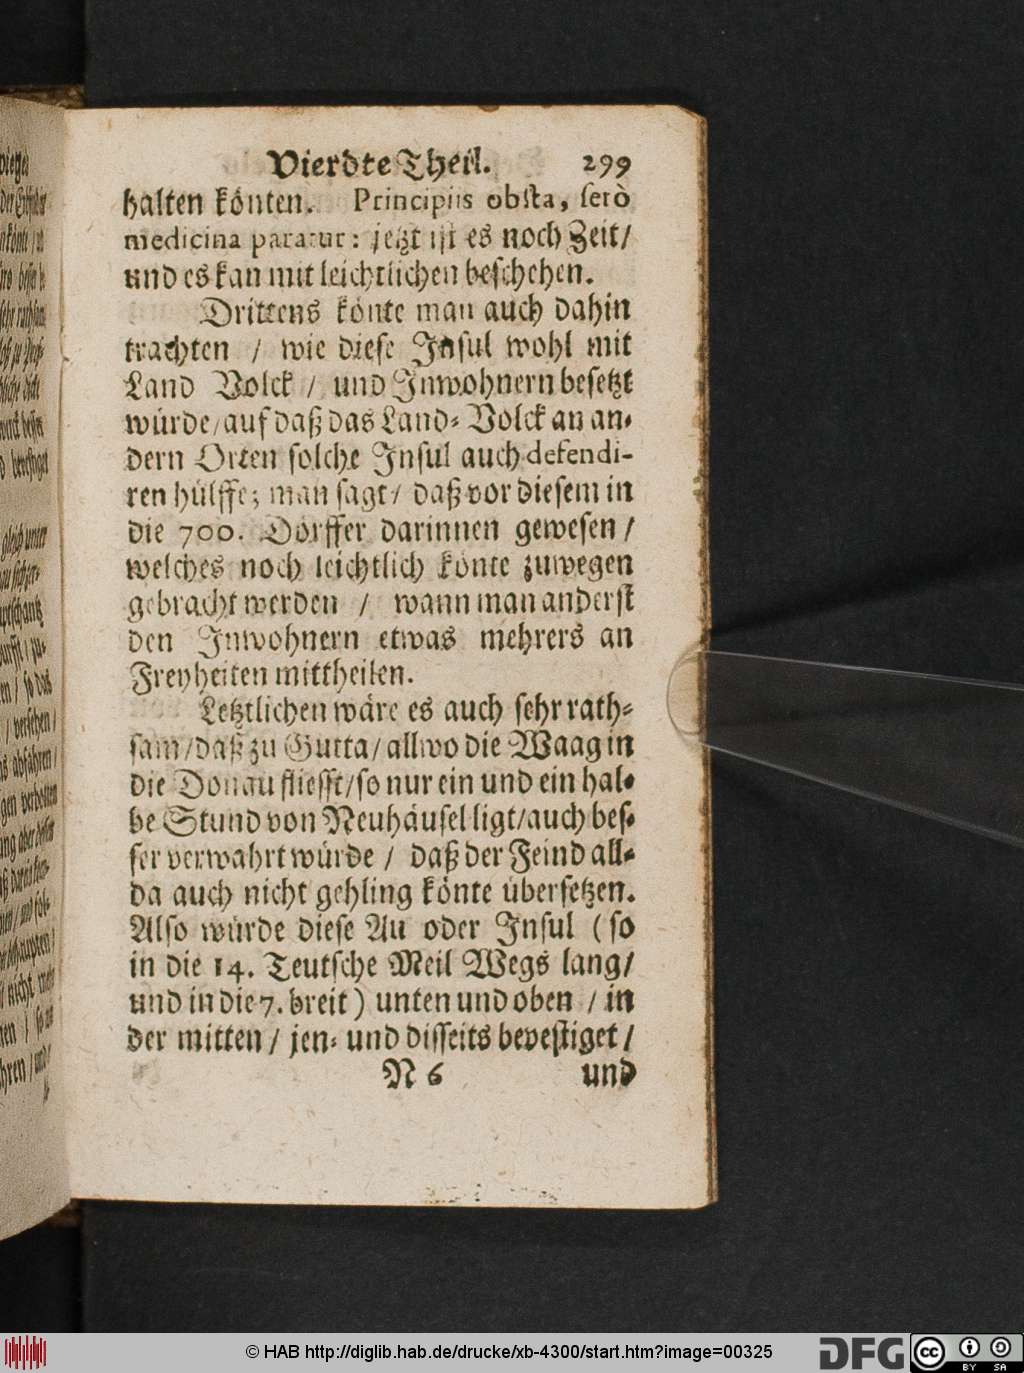 Vierdte Theil. 299
halten könten. Principiis obsta, serò
medicina paratur: jetzt ist es noch Zeit/
und es kan mit leichtlichen beschehen.
Drittens könte man auch dahin
trachten / wie diese Insul wohl mit
Land Volck / und Inwohnern besetzt
würde/auf daß das Land-Volck an an-
dern Orten solche Insul auch defendi-
ren hülffe; man sagt/ daß vor diesem in
die 700. Dörffer darinnen gewesen /
welches noch leichtlich könte zuwegen
gebracht werden / wann man anderst
den Inwohnern etwas mehrers an
Freyheiten mittheilen.
Letztlichen wäre es auch sehr rath-
sam/daß zu Gutta/allwo die Waag in
die Donau fliesst/so nur ein und ein hal-
be Stund von Neuhäusel ligt/auch bes-
ser verwahrt würde / daß der Feind all-
da auch nicht gehling könte übersetzen.
Also würde diese Au oder Insul (so
in die 14. Teutsche Meil Wegs lang/
und in die 7. breit) unten und oben / in
der mitten / jen- und disseits bevestiget /
N 6 und
© HAB http://diglib.hab.de/drucke/xb-4300/start.htm?image=00325
DFG
cc BY SA